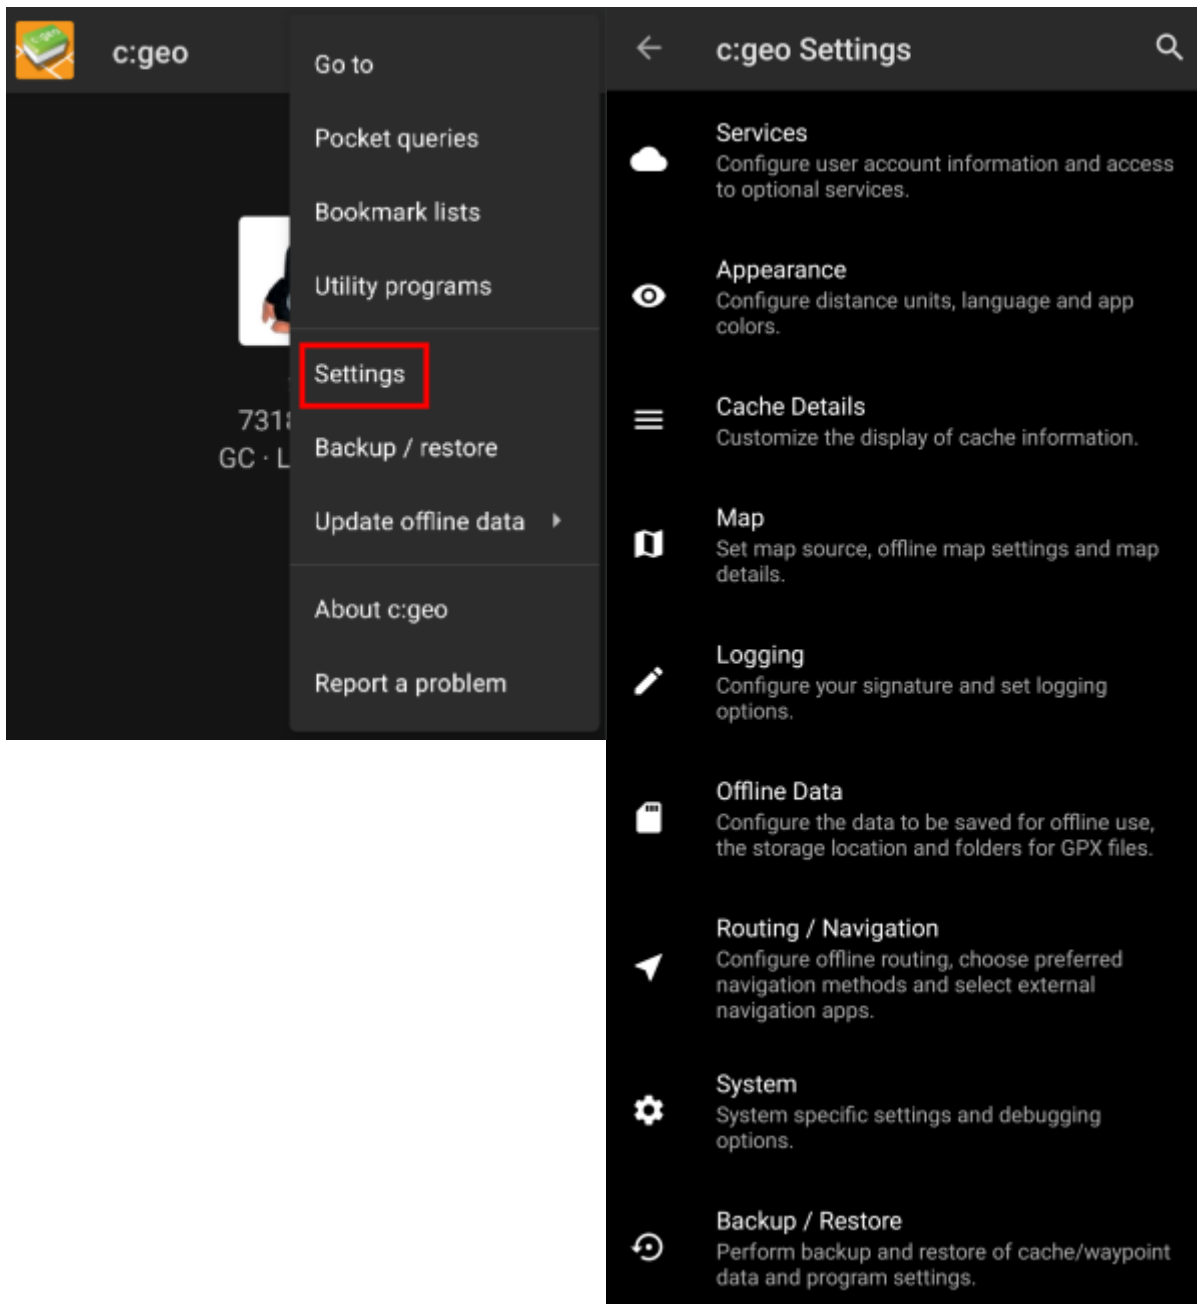 c:geo
Go to
Pocket queries
Bookmark lists
Utility programs
Settings
7318
GC · L
Backup / restore
Update offline data
About c:geo
Report a problem
c:geo Settings
Services
Configure user account information and access
to optional services.
Appearance
Configure distance units, language and app
colors.
Cache Details
Customize the display of cache information.
Map
Set map source, offline map settings and map
details.
Logging
Configure your signature and set logging
options.
Offline Data
Configure the data to be saved for offline use,
the storage location and folders for GPX files.
Routing / Navigation
Configure offline routing, choose preferred
navigation methods and select external
navigation apps.
System
System specific settings and debugging
options.
Backup / Restore
Perform backup and restore of cache/waypoint
data and program settings.